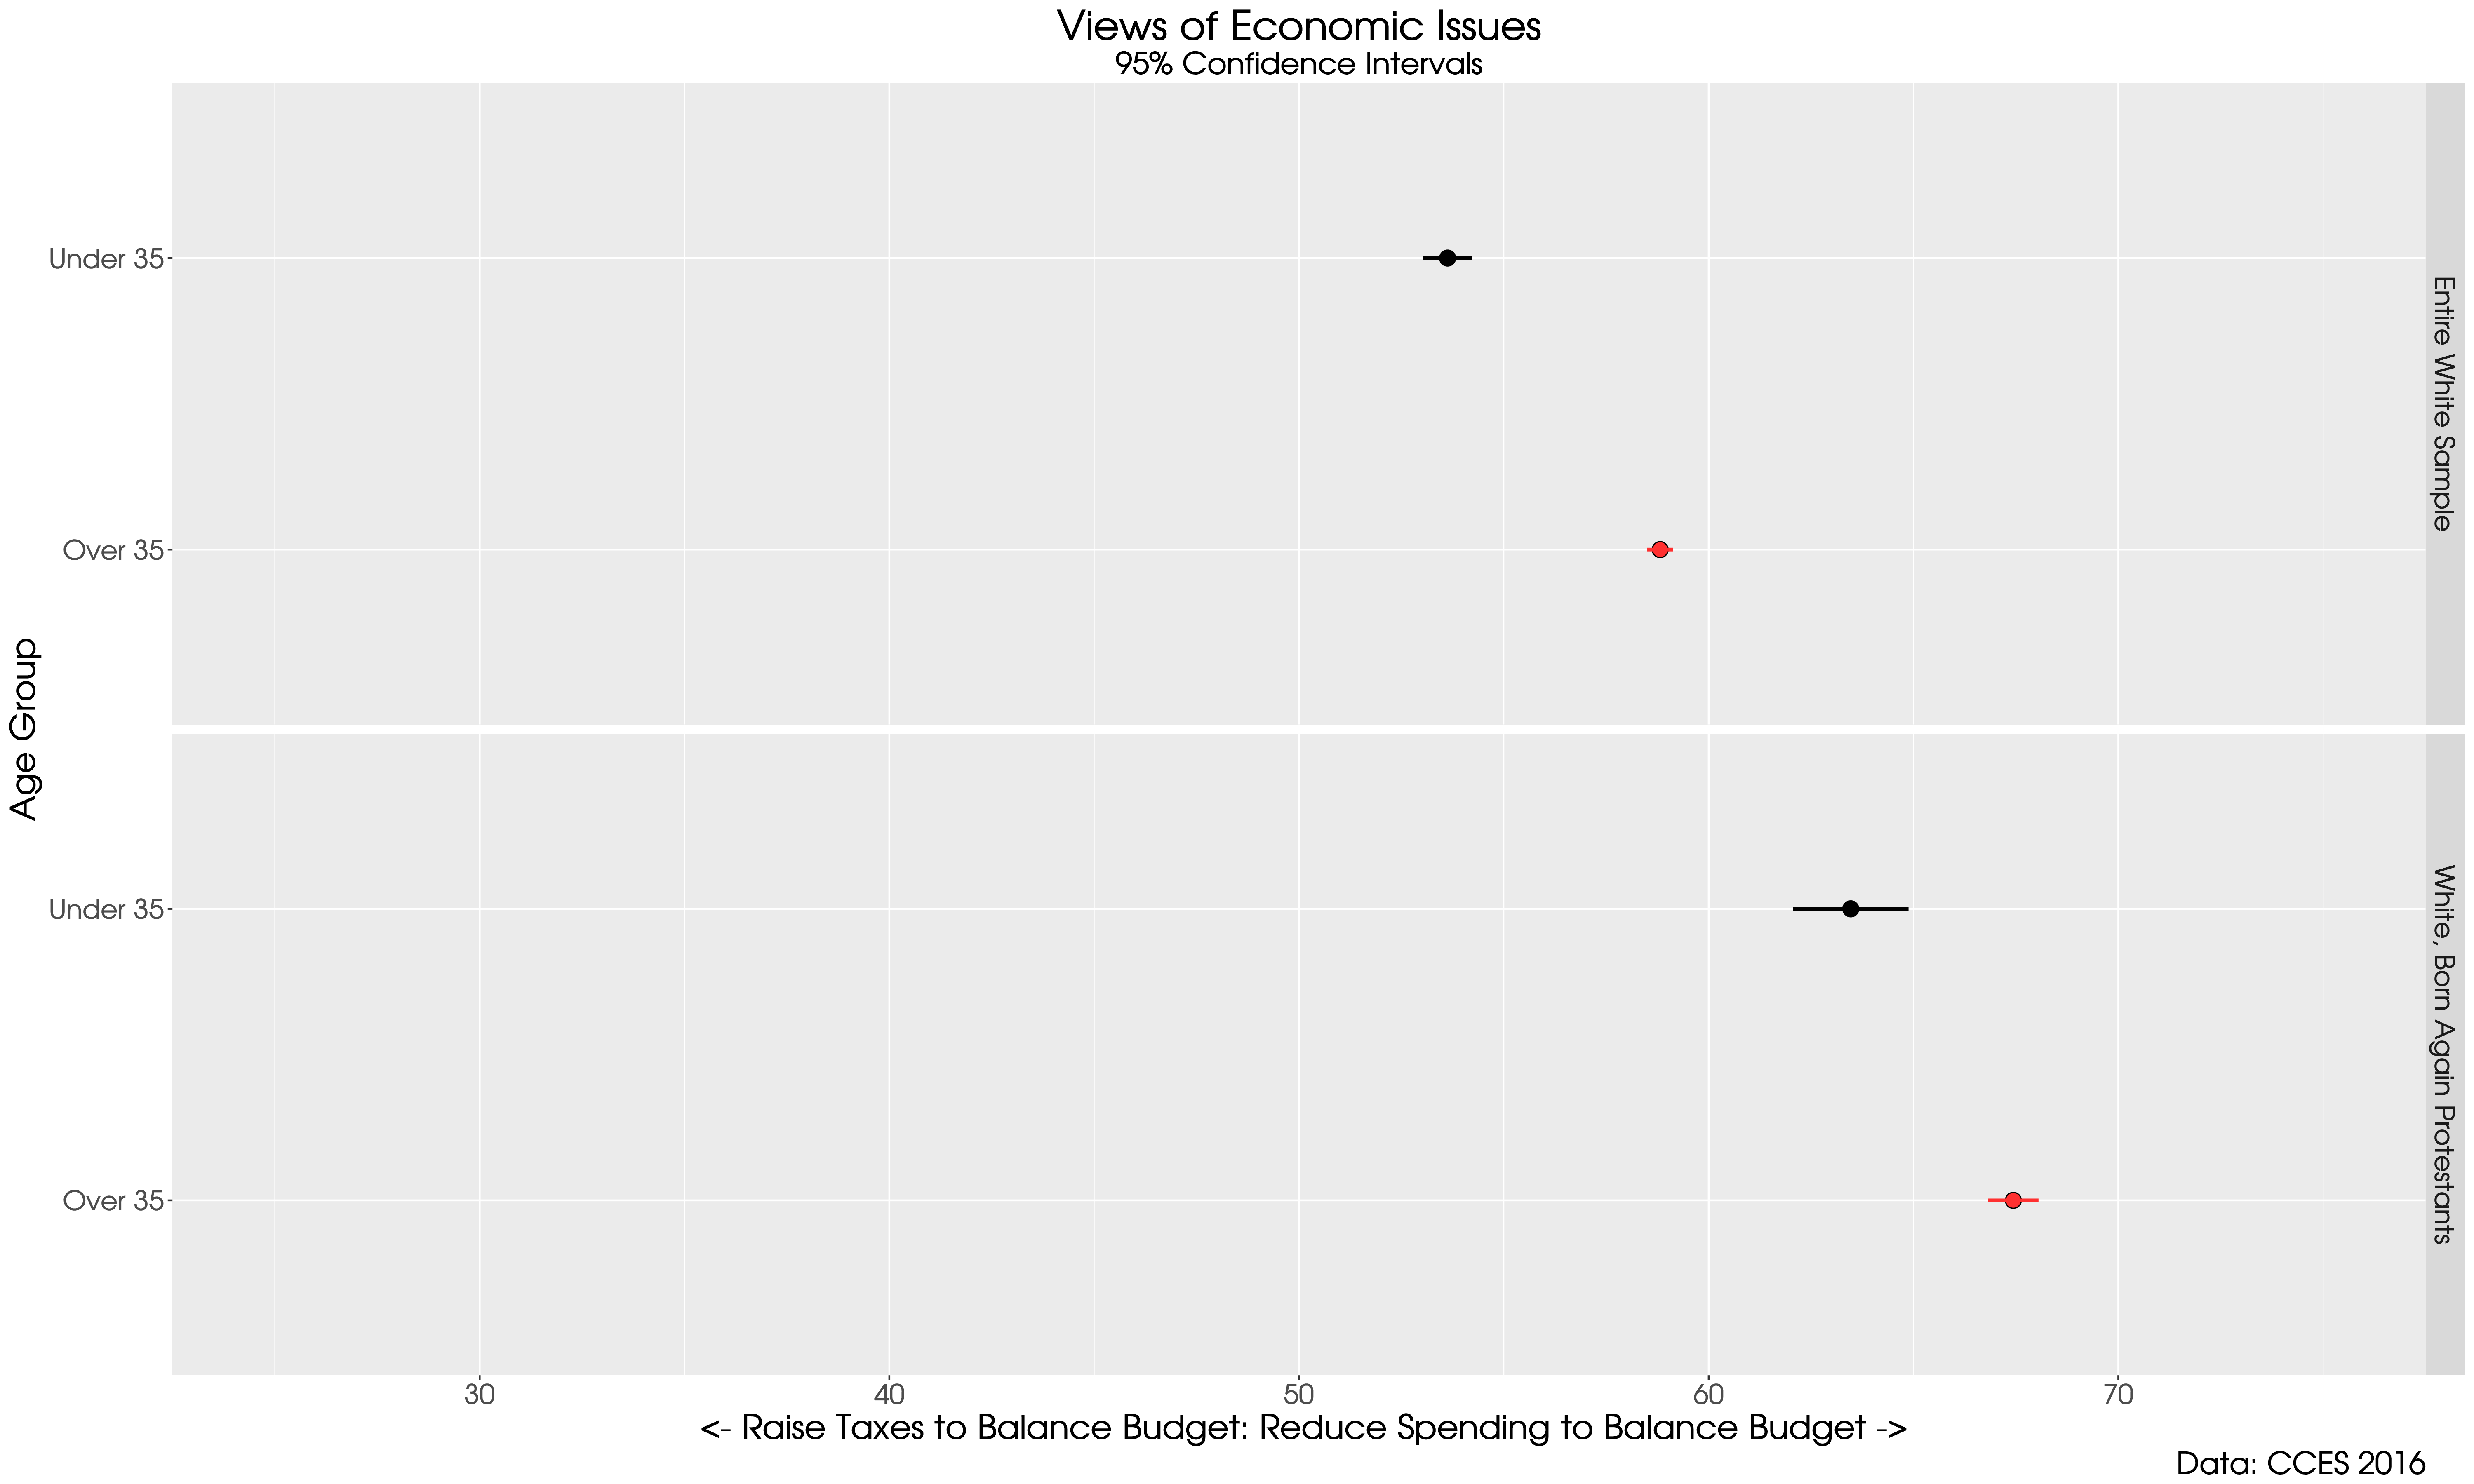 Views of Economic Issues
95% Confidence Intervals
Age Group
Under 35
Over 35
Entire White Sample
Under 35
Over 35
White, Born Again Protestants
30 40 50 60 70
<- Raise Taxes to Balance Budget: Reduce Spending to Balance Budget ->
Data: CCES 2016